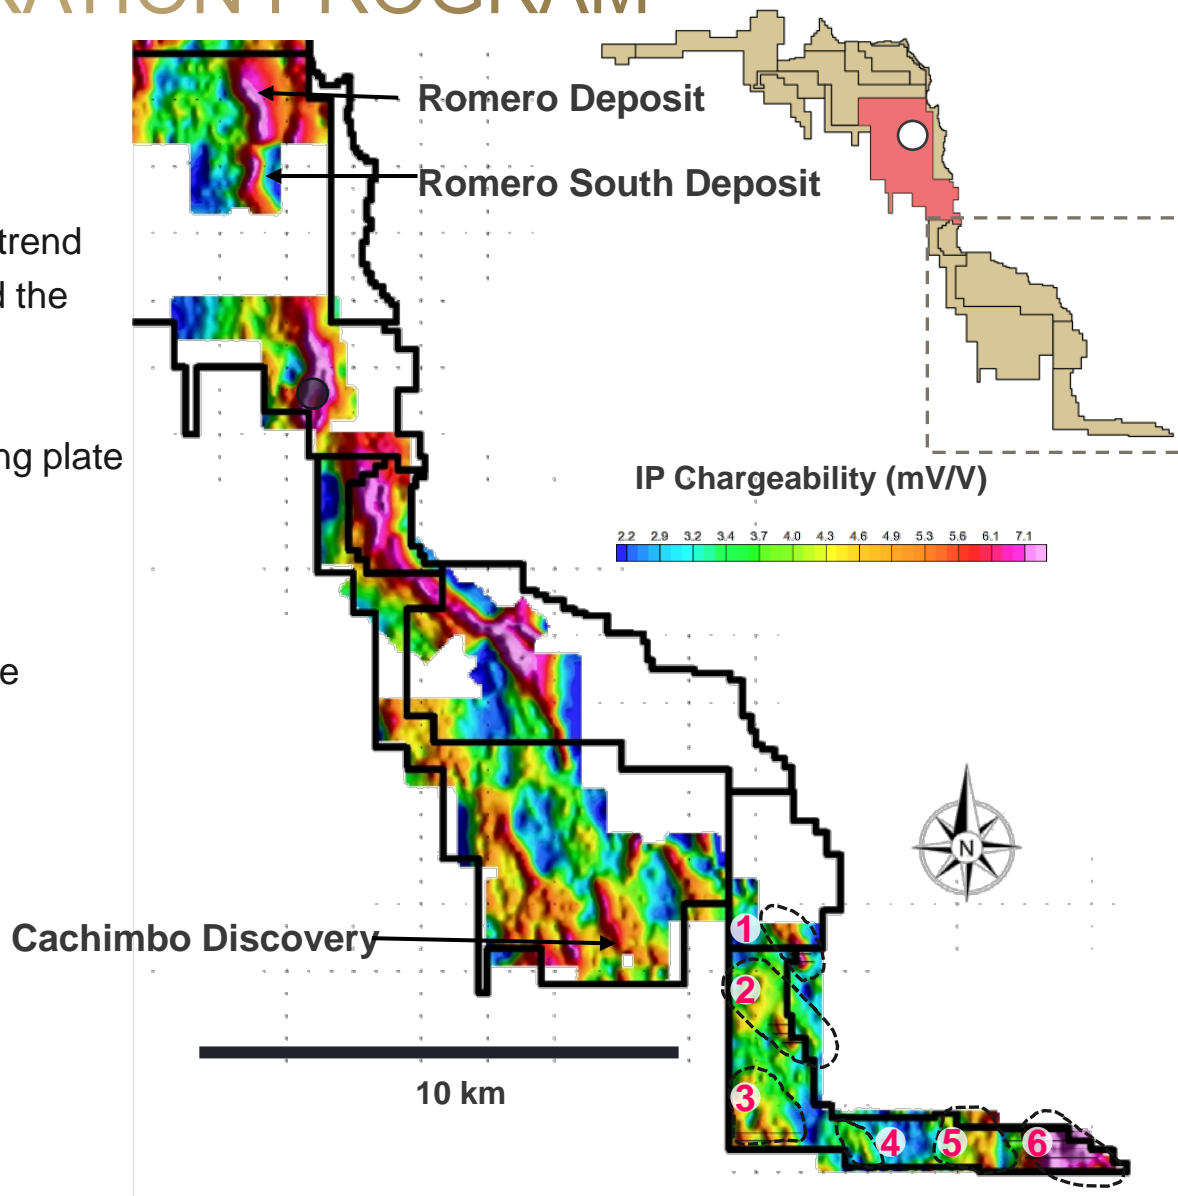 RATION PROGRAM
Romero Deposit
Romero South Deposit
trend
the
ng plate
IP Chargeability (mV/V)
2.2 2.9 3.2 3.4 3.7 4.0 4.3 4.6 4.9 5.3 5.6 6.1 7.1
e
N
Cachimbo Discovery
1
2
3
4
5
6
10 km